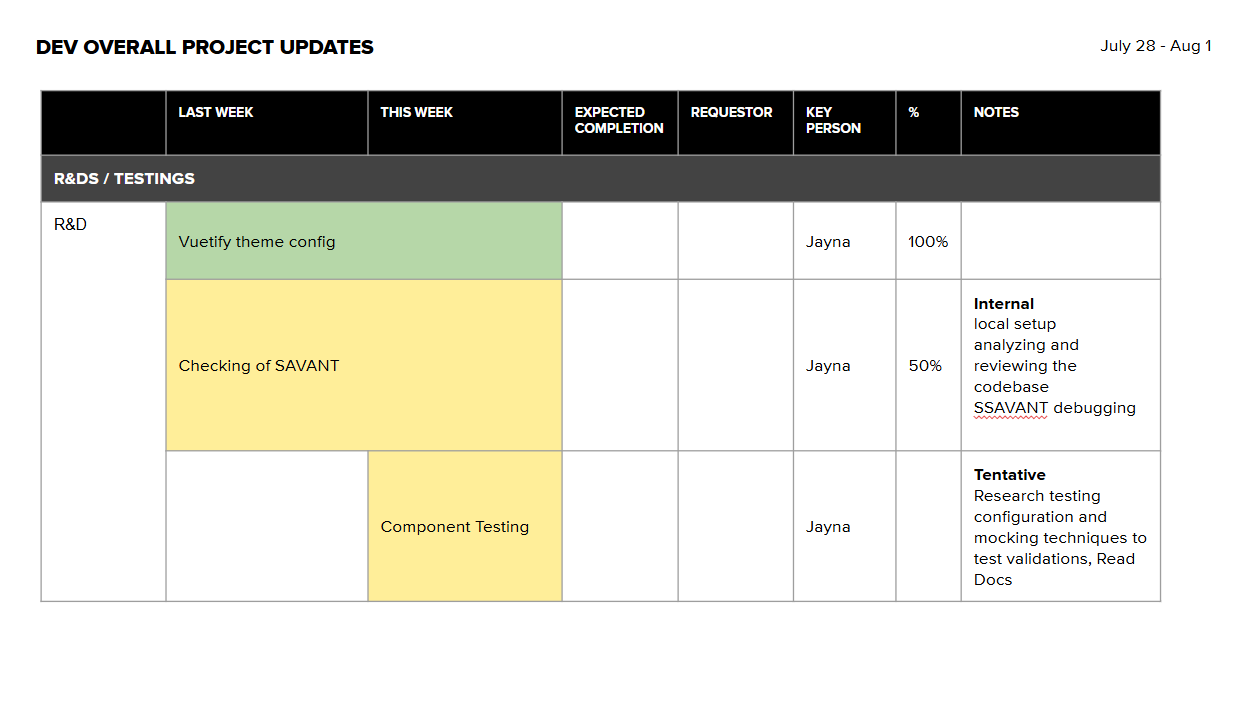 DEV OVERALL PROJECT UPDATES
July 28 - Aug 1
LAST WEEK
THIS WEEK
EXPECTED
COMPLETION
REQUESTOR
KEY
PERSON
%
NOTES
R&DS / TESTINGS
R&D
Vuetify theme config
Jayna
100%
Checking of SAVANT
Jayna
50%
Internal
local setup
analyzing and
reviewing the
codebase
SSAVANT debugging
Component Testing
Jayna
Tentative
Research testing
configuration and
mocking techniques to
test validations, Read
Docs